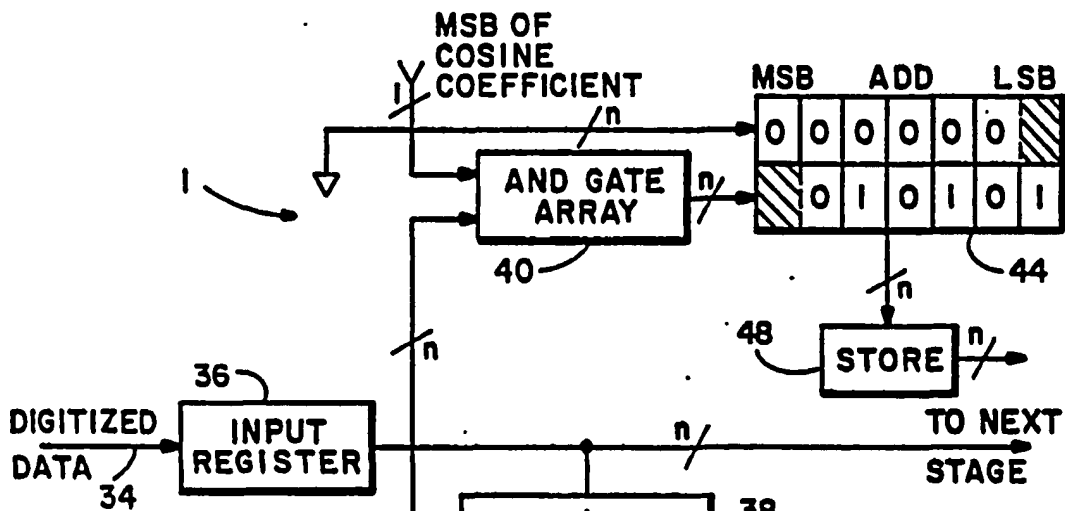 MSB OF
COSINE
COEFFICIENT
1
n
MSB ADD LSB
0 0 0 0 0 0
1
AND GATE
ARRAY
n
0 1 0 1 0 1
40
44
n
n
48
STORE
n
36
DIGITIZED
DATA
34
INPUT
REGISTER
n
TO NEXT
STAGE
38